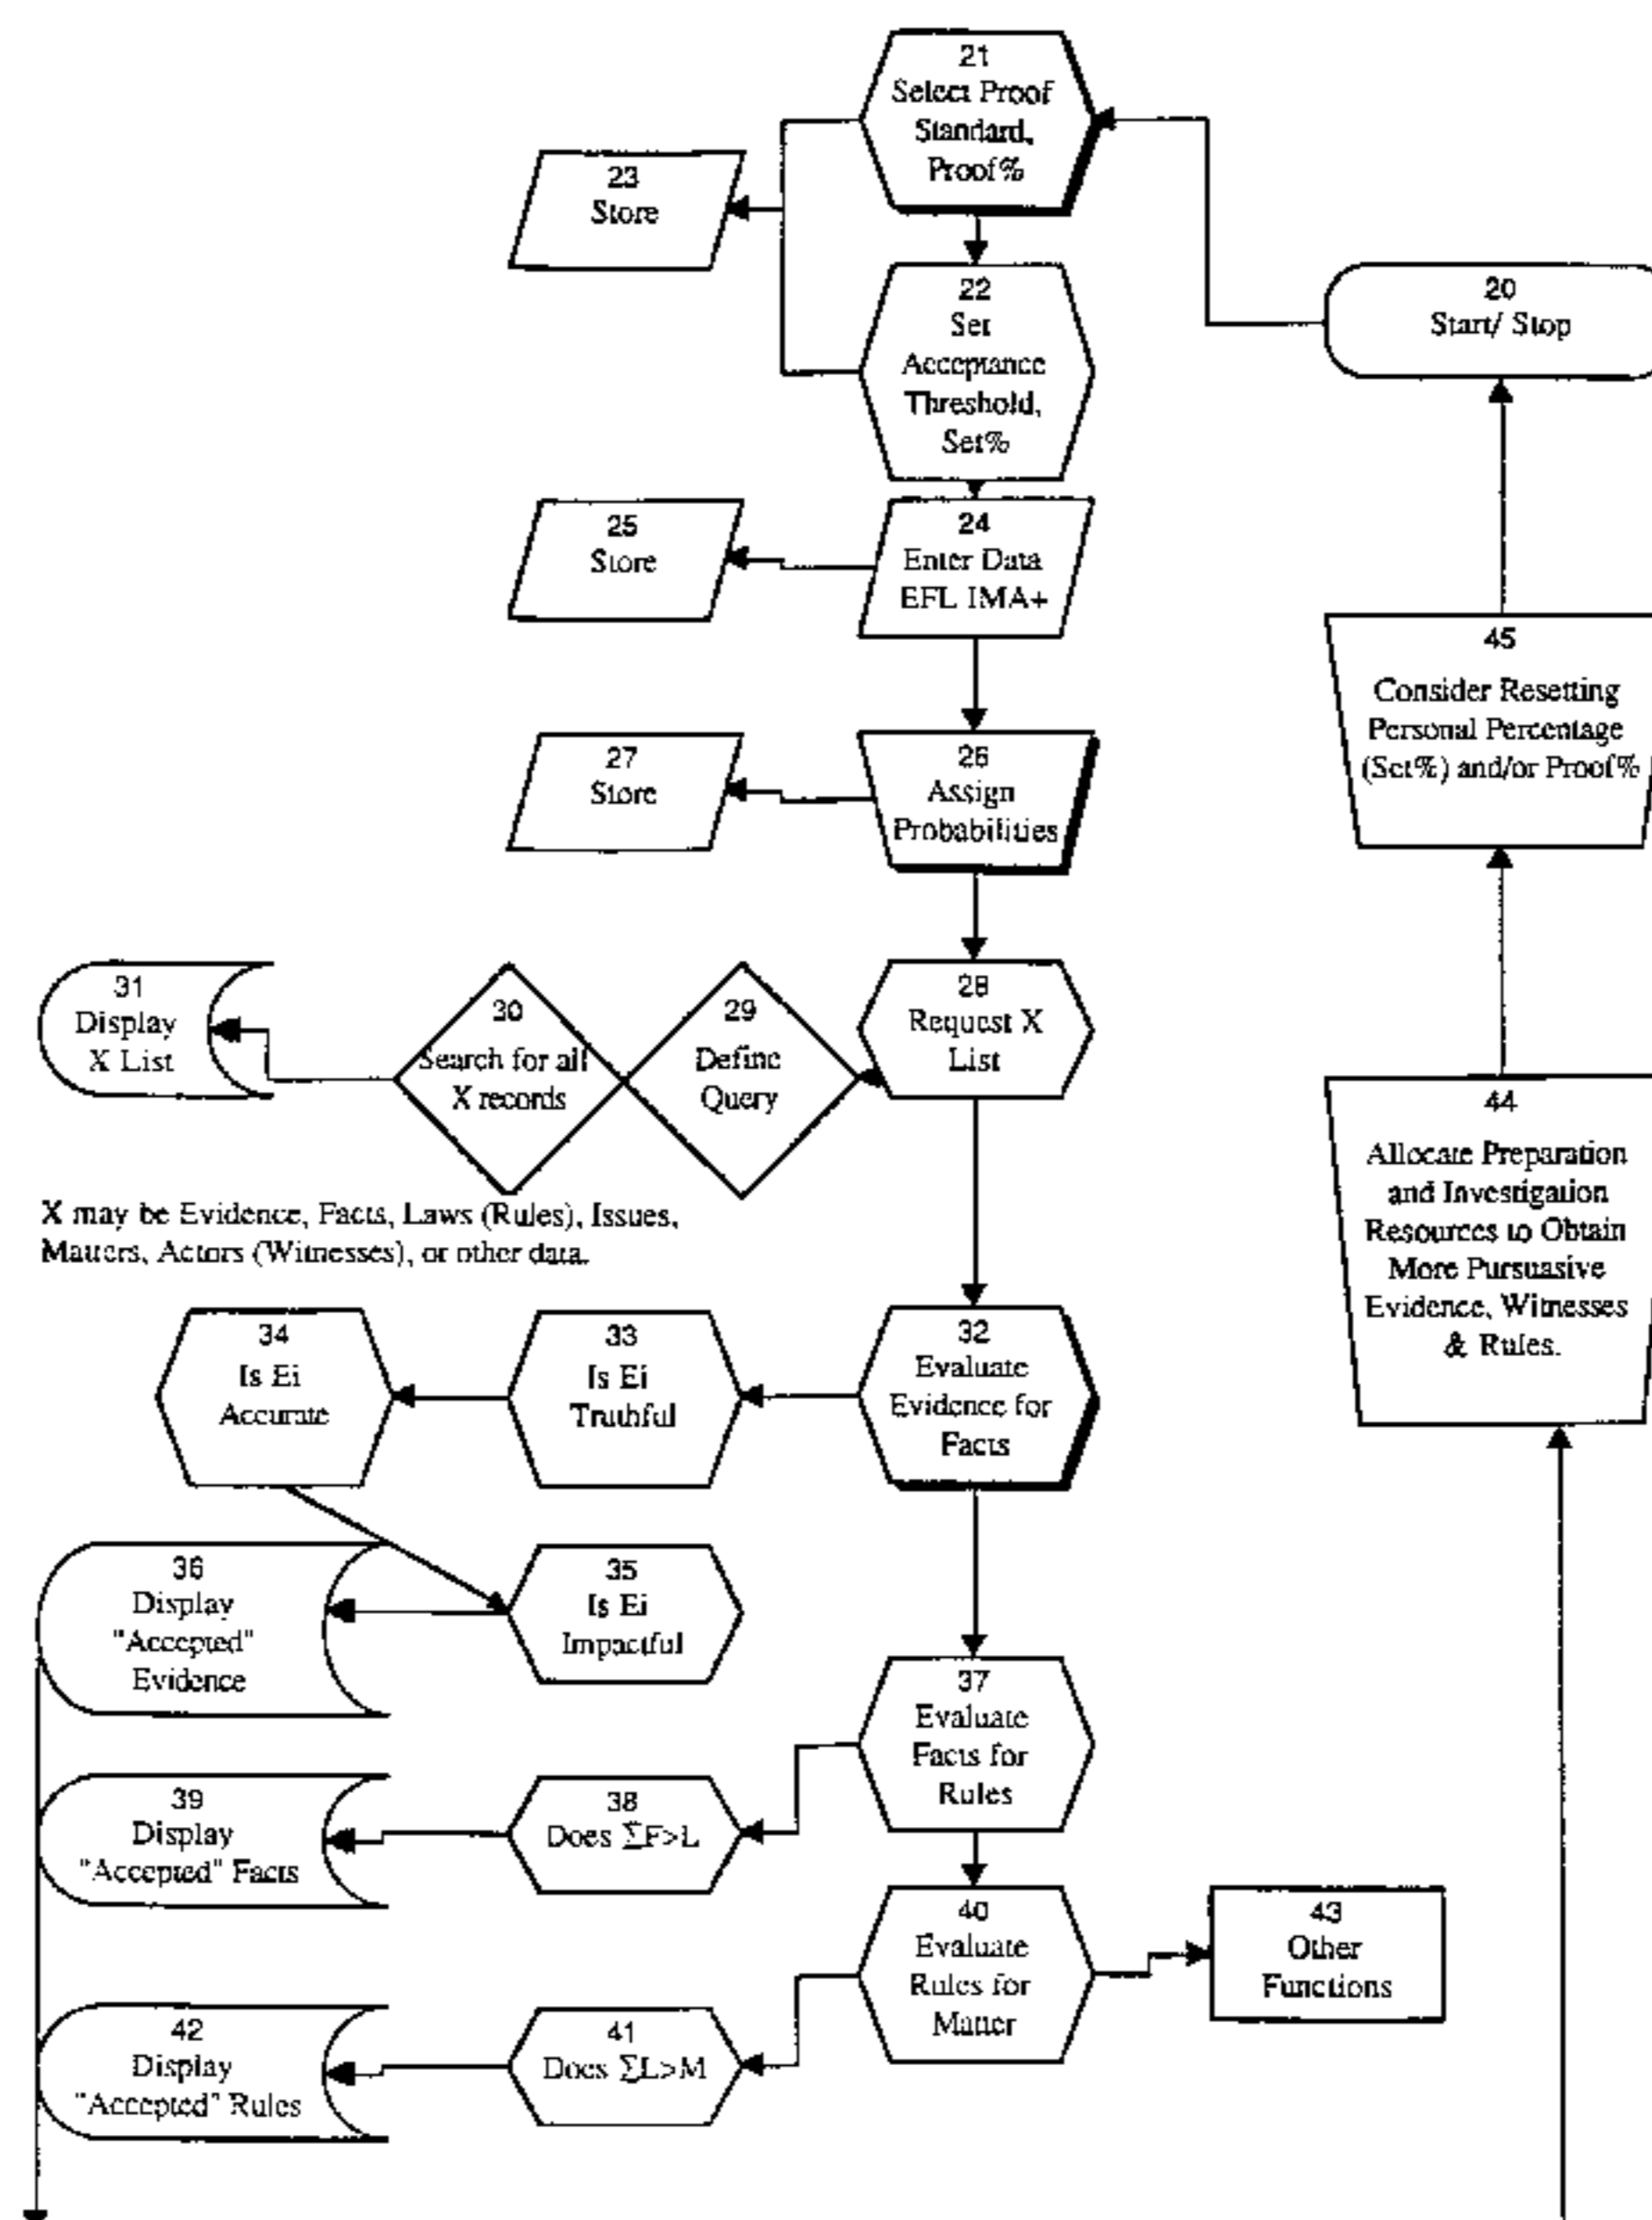 21
Select Proof
Standard,
Proof%
23
Store
22
Set
Acceptance
Threshold,
Set%
20
Start/ Stop
25
Store
24
Enter Data
EFL IMA+
45
Consider Resetting
Personal Percentage
(Set%) and/or Proof%
27
Store
26
Assign
Probabilities
31
Display
X List
30
Search for all
X records
29
Define
Query
28
Request X
List
44
Allocate Preparation
and Investigation
Resources to Obtain
More Pursuasive
Evidence, Witnesses
& Rules.
X may be Evidence, Facts, Laws (Rules), Issues,
Matters, Actors (Witnesses), or other data.
34
Is Ei
Accurate
33
Is Ei
Truthful
32
Evaluate
Evidence for
Facts
36
Display
"Accepted"
Evidence
35
Is Ei
Impactful
37
Evaluate
Facts for
Rules
39
Display
"Accepted" Facts
38
Does ∑F>L
40
Evaluate
Rules for
Matter
43
Other
Functions
42
Display
"Accepted" Rules
41
Does ∑L>M